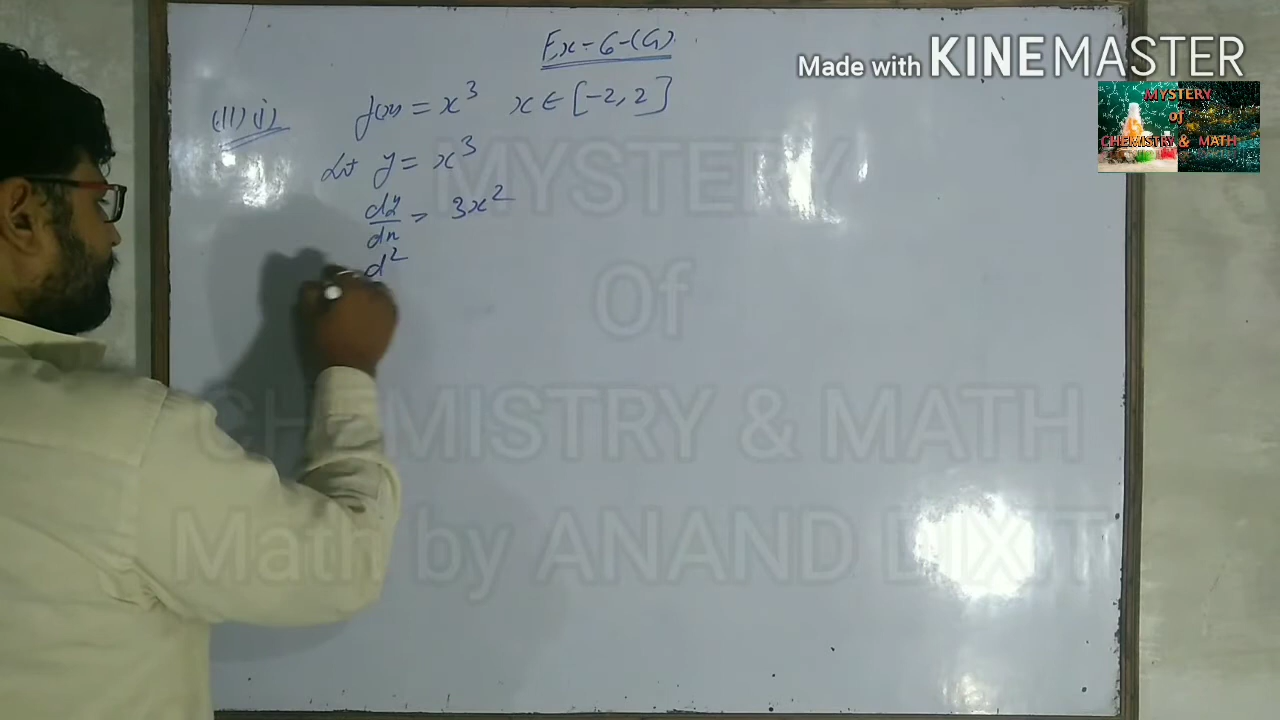 Ex-6-(G)
Made with KINEMASTER
MYSTERY
of
CHEMISTRY & MATH
(11) (i) f(x) = x³ x ∈ [-2, 2]
Let y = x³
dy/dx = 3x²
d²
MYSTERY
Of
CHEMISTRY & MATH
Math by ANAND DIXIT